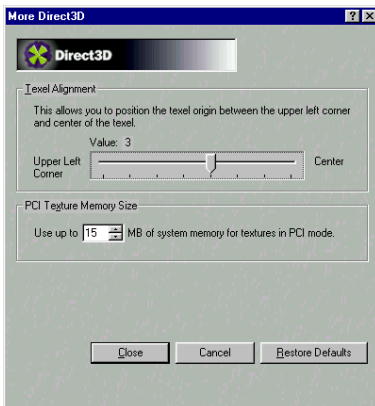 More Direct3D
Direct3D
Texel Alignment
This allows you to position the texel origin between the upper left corner
and center of the texel.
Value: 3
Upper Left
Corner
Center
PCI Texture Memory Size
Use up to 15 MB of system memory for textures in PCI mode.
Close Cancel Restore Defaults